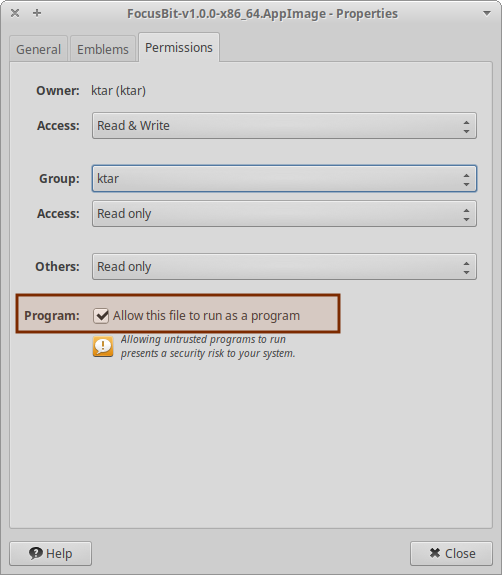 FocusBit-v1.0.0-x86_64.AppImage - Properties
General Emblems Permissions
Owner: ktar (ktar)
Access: Read & Write
Group: ktar
Access: Read only
Others: Read only
Program: Allow this file to run as a program
Allowing untrusted programs to run
presents a security risk to your system.
Help Close